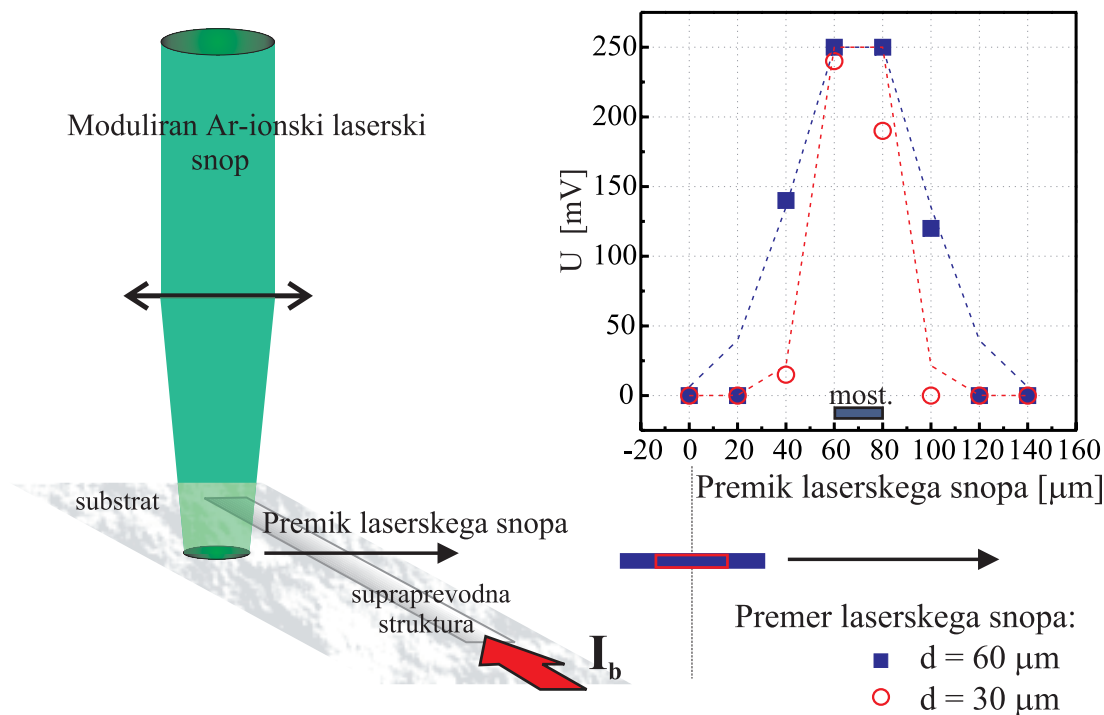 Moduliran Ar-ionski laserski
snop
substrat
Premik laserskega snopa
supraprevodna
struktura
I_b
U [mV]
250
200
150
100
50
0
most.
-20 0 20 40 60 80 100 120 140 160
Premik laserskega snopa [µm]
Premer laserskega snopa:
d = 60 µm
d = 30 µm